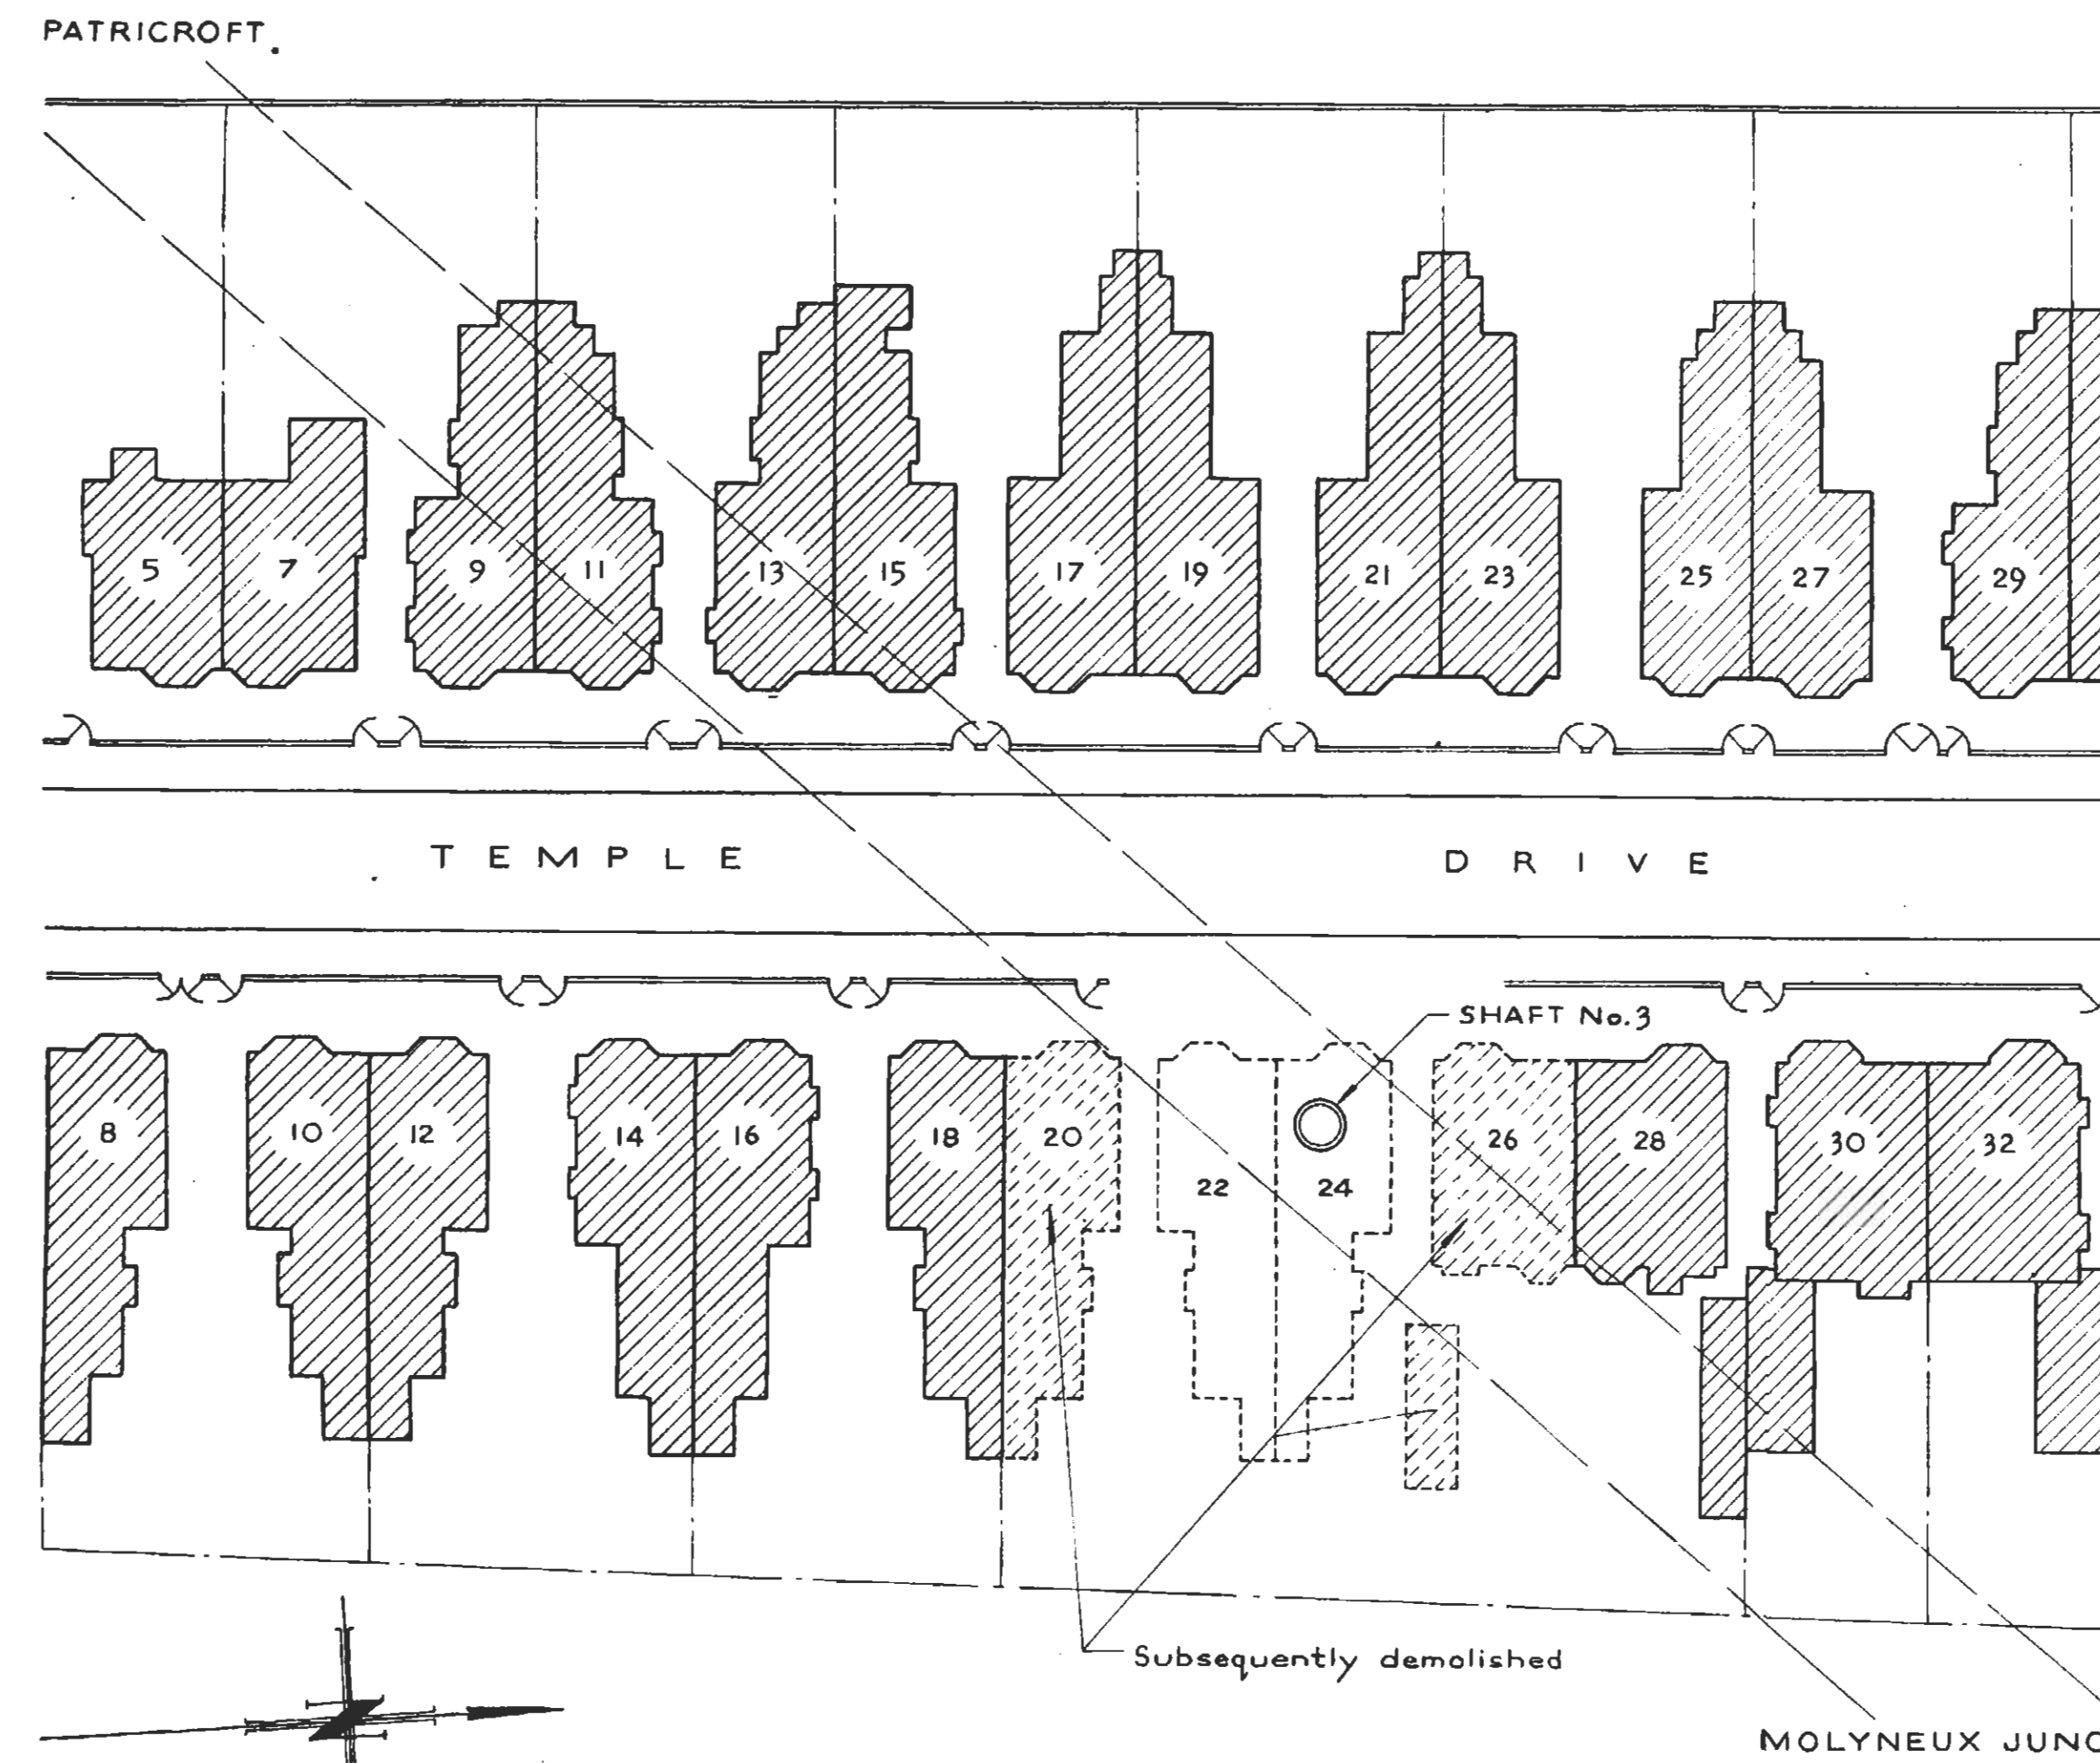 PATRICROFT.
5 7 9 11 13 15 17 19 21 23 25 27 29
TEMPLE DRIVE
SHAFT No.3
8 10 12 14 16 18 20 22 24 26 28 30 32
Subsequently demolished
MOLYNEUX JUNC